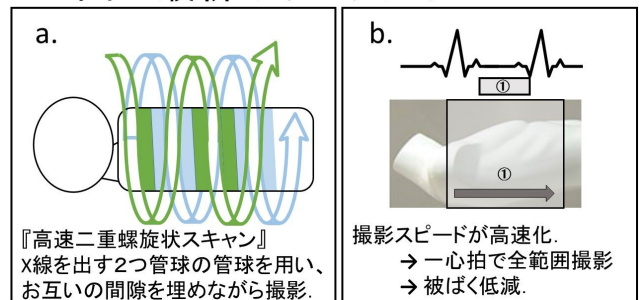 a.
『高速二重螺旋状スキャン』
X線を出す２つ管球の管球を用い、
お互いの間隙を埋めながら撮影.
b.
①
①
撮影スピードが高速化.
→ 一心拍で全範囲撮影
→ 被ばく低減.